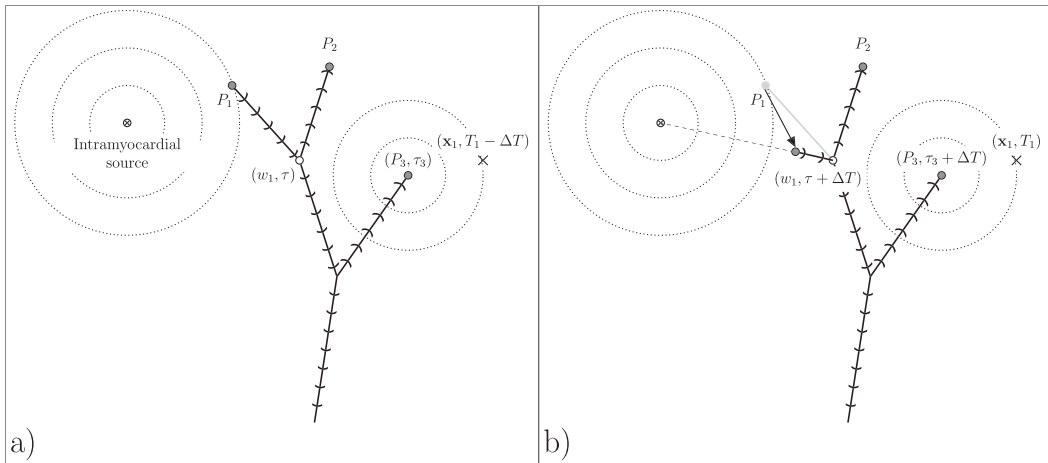 P₂
P₁
Intramyocardial
source
(w₁, τ)
(x₁, T₁ − ΔT)
(P₃, τ₃)
a)
P₂
P₁
(x₁, T₁)
(P₃, τ₃ + ΔT)
(w₁, τ + ΔT)
b)